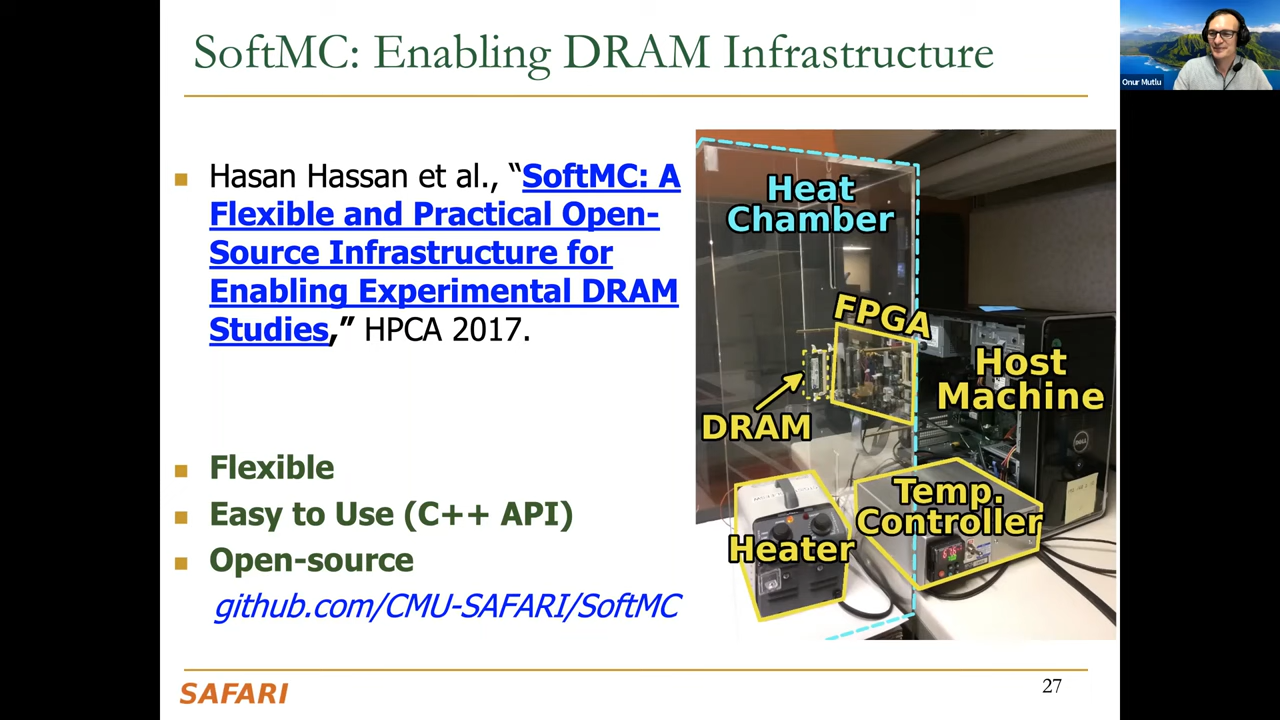 SoftMC: Enabling DRAM Infrastructure
Onur Mutlu
Hasan Hassan et al., “SoftMC: A
Flexible and Practical Open-
Source Infrastructure for
Enabling Experimental DRAM
Studies,” HPCA 2017.
Flexible
Easy to Use (C++ API)
Open-source
github.com/CMU-SAFARI/SoftMC
Heat
Chamber
FPGA
DRAM
Host
Machine
DELL
Temp.
Controller
Heater
SAFARI
27